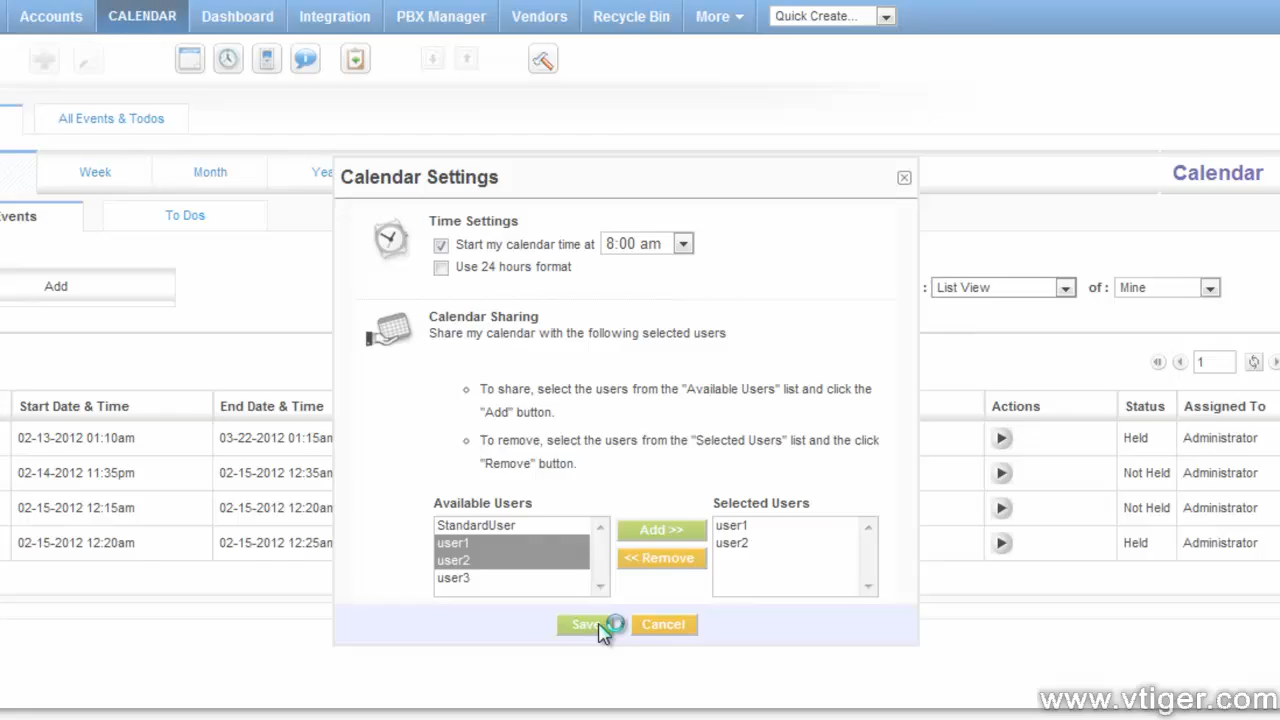 Accounts CALENDAR Dashboard Integration PBX Manager Vendors Recycle Bin More Quick Create...
All Events & Todos
Week Month Yea
Calendar Settings
Calendar
Events To Dos
Time Settings
Start my calendar time at 8:00 am
Use 24 hours format
Add
: List View of : Mine
Calendar Sharing
Share my calendar with the following selected users
1
To share, select the users from the "Available Users" list and click the
"Add" button.
To remove, select the users from the "Selected Users" list and the click
"Remove" button.
Start Date & Time End Date & Time Actions Status Assigned To
02-13-2012 01:10am 03-22-2012 01:15am Held Administrator
02-14-2012 11:35pm 02-15-2012 12:35am Not Held Administrator
02-15-2012 12:15am 02-15-2012 12:20am Not Held Administrator
02-15-2012 12:20am 02-15-2012 12:25am Held Administrator
Available Users Selected Users
StandardUser
user1
user2
user3
Add >>
<< Remove
user1
user2
Save Cancel
www.vtiger.com